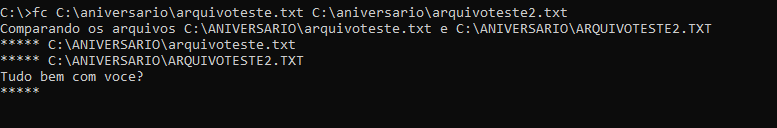 C:\>fc C:\aniversario\arquivoteste.txt C:\aniversario\arquivoteste2.txt
Comparando os arquivos C:\ANIVERSARIO\arquivoteste.txt e C:\ANIVERSARIO\ARQUIVOTESTE2.TXT
***** C:\ANIVERSARIO\arquivoteste.txt
***** C:\ANIVERSARIO\ARQUIVOTESTE2.TXT
Tudo bem com voce?
*****